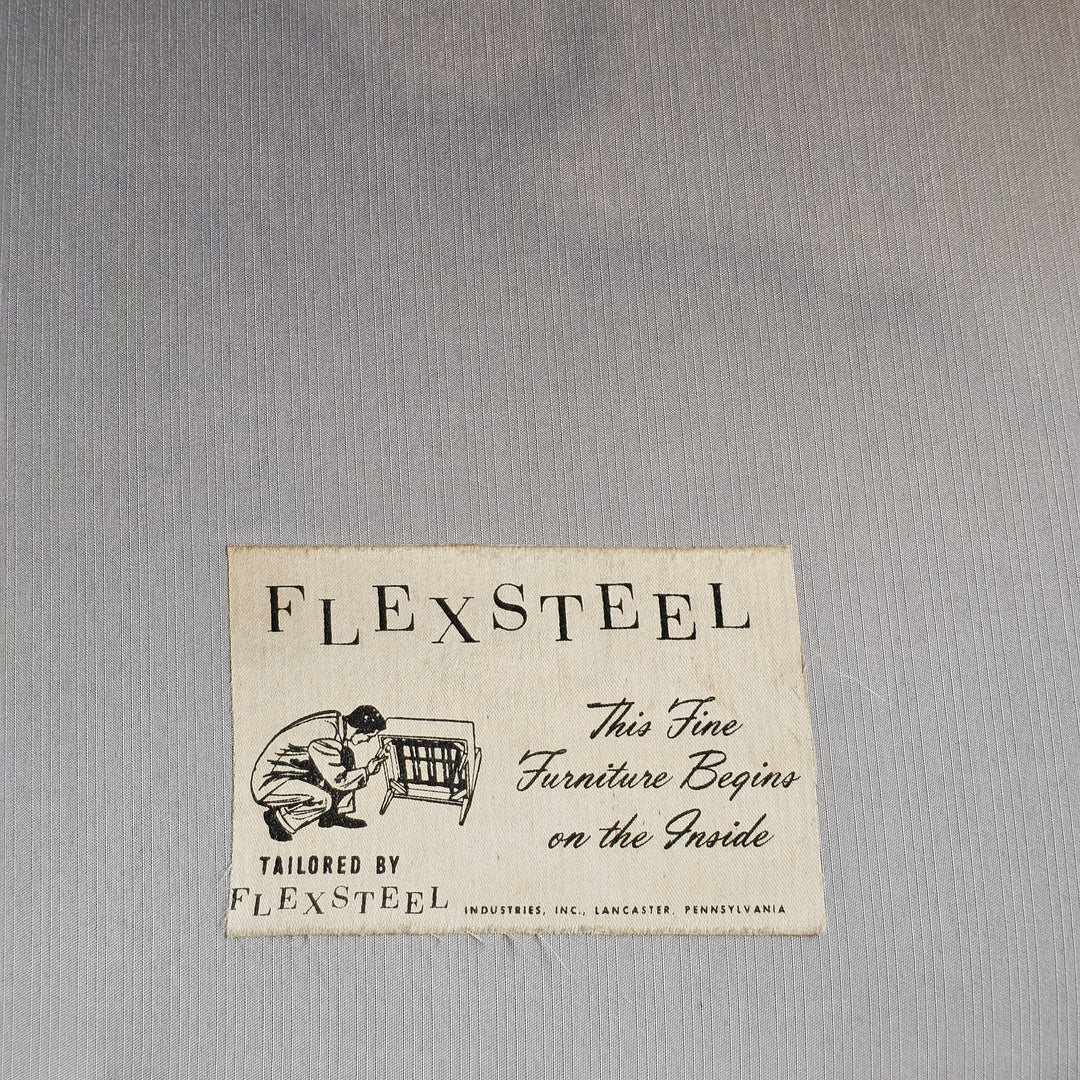 FLEXSTEEL
This Fine
Furniture Begins
on the Inside
TAILORED BY
FLEXSTEEL INDUSTRIES, INC., LANCASTER, PENNSYLVANIA